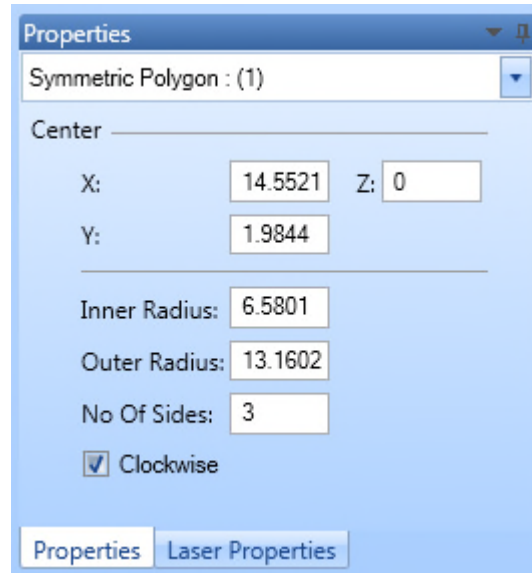 Properties
Symmetric Polygon : (1)
Center
X: 14.5521 Z: 0
Y: 1.9844
Inner Radius: 6.5801
Outer Radius: 13.1602
No Of Sides: 3
Clockwise
Properties Laser Properties